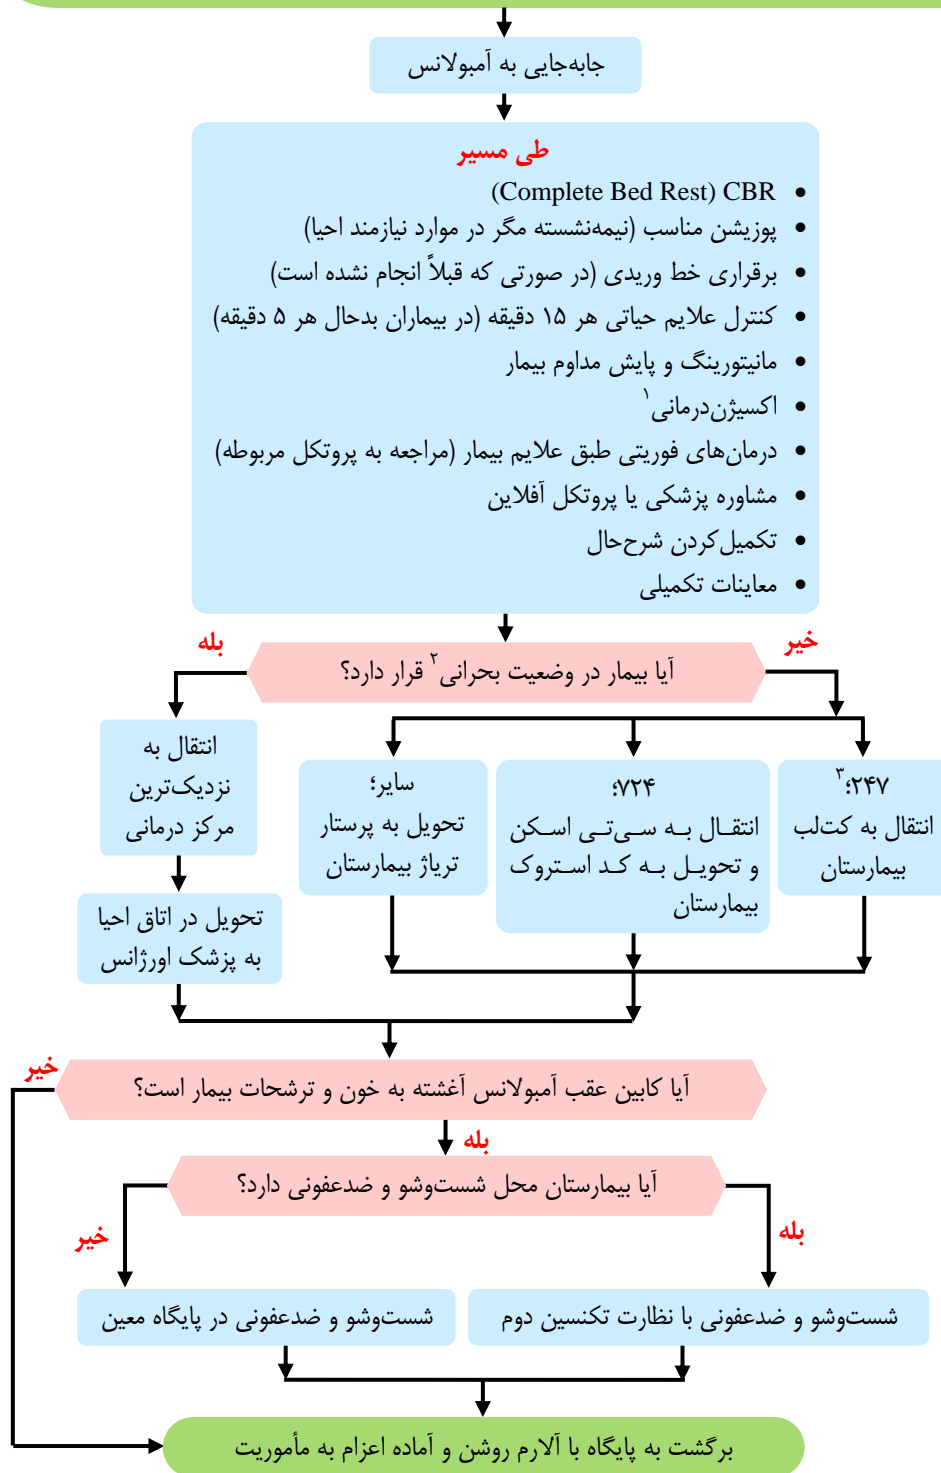 جابه‌جایی به آمبولانس
طی مسیر
• CBR (Complete Bed Rest)
• پوزیشن مناسب (نیمه‌نشسته مگر در موارد نیازمند احیا)
• برقراری خط وریدی (در صورتی که قبلاً انجام نشده است)
• کنترل علایم حیاتی هر ۱۵ دقیقه (در بیماران بدحال هر ۵ دقیقه)
• مانیتورینگ و پایش مداوم بیمار
• اکسیژن‌درمانی۱
• درمان‌های فوریتی طبق علایم بیمار (مراجعه به پروتکل مربوطه)
• مشاوره پزشکی یا پروتکل آفلاین
• تکمیل‌کردن شرح‌حال
• معاینات تکمیلی
خیر
آیا بیمار در وضعیت بحرانی۲ قرار دارد؟
بله
۲۴۷؛۳
انتقال به کت‌لب
بیمارستان
۷۲۴؛
انتقال به سی‌تی اسکن
و تحویل به کد استروک
بیمارستان
سایر؛
تحویل به پرستار
تریاژ بیمارستان
انتقال به
نزدیک‌ترین
مرکز درمانی
تحویل در اتاق احیا
به پزشک اورژانس
آیا کابین عقب آمبولانس آغشته به خون و ترشحات بیمار است؟
خیر
بله
آیا بیمارستان محل شست‌وشو و ضدعفونی دارد؟
بله
خیر
شست‌وشو و ضدعفونی با نظارت تکنسین دوم
شست‌وشو و ضدعفونی در پایگاه معین
برگشت به پایگاه با آلارم روشن و آماده اعزام به مأموریت